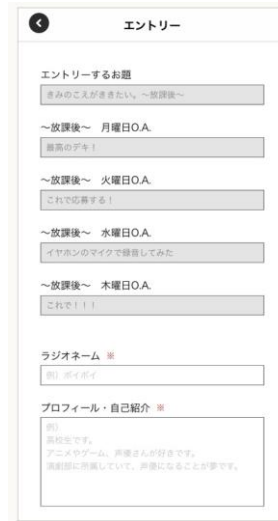 エントリー
エントリーするお題
きみのこえがききたい。〜放課後〜
〜放課後〜　月曜日O.A.
最高のデキ！
〜放課後〜　火曜日O.A.
これで応募する！
〜放課後〜　水曜日O.A.
イヤホンのマイクで録音してみた
〜放課後〜　木曜日O.A.
これで！！！
ラジオネーム ※
例）ボイボイ
プロフィール・自己紹介 ※
例）
高校生です。
アニメやゲーム、声優さんが好きです。
演劇部に所属していて、声優になることが夢です。